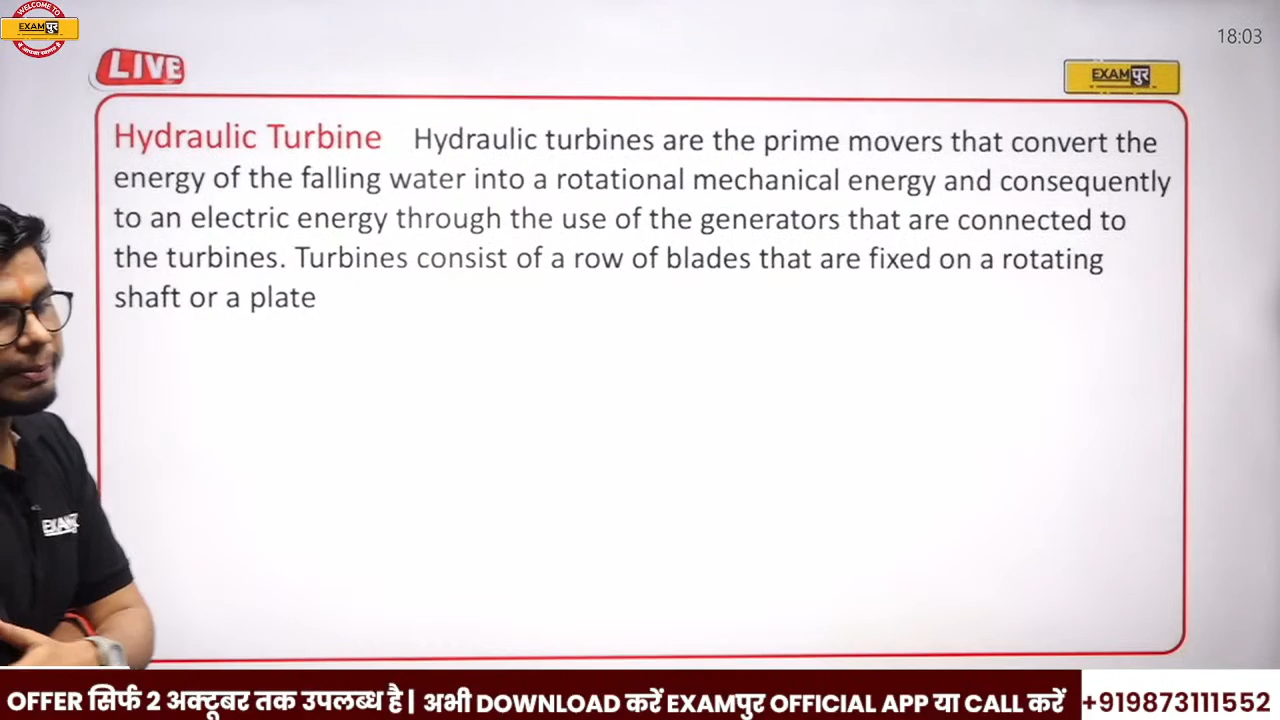 WELCOME TO
EXAMपुर
18:03
LIVE
EXAMपुर
Hydraulic Turbine Hydraulic turbines are the prime movers that convert the
energy of the falling water into a rotational mechanical energy and consequently
to an electric energy through the use of the generators that are connected to
the turbines. Turbines consist of a row of blades that are fixed on a rotating
shaft or a plate
OFFER सिर्फ 2 अक्टूबर तक उपलब्ध है| अभी DOWNLOAD करें EXAMपुर OFFICIAL APP या CALL करें +919873111552